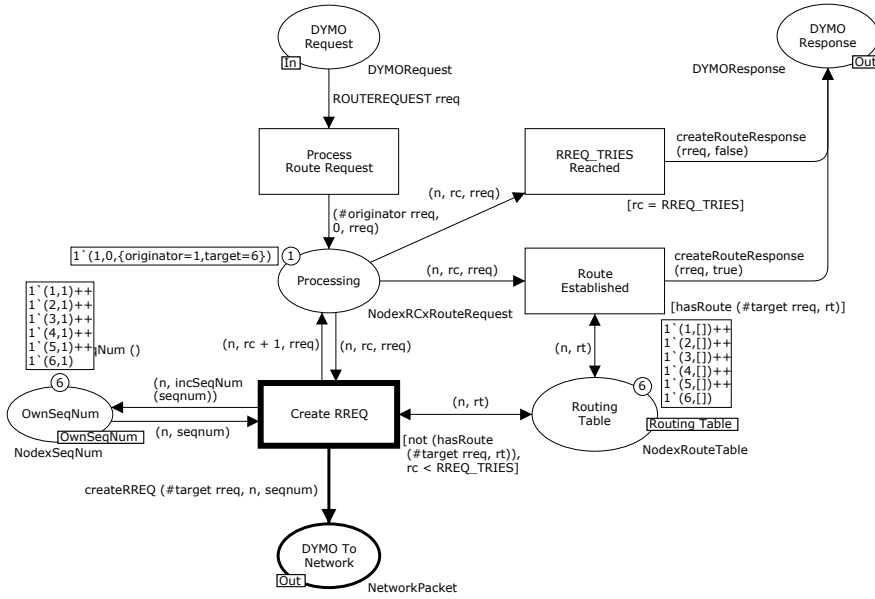 DYMO
Request
In
DYMORequest
DYMO
Response
Out
DYMOResponse
ROUTEREQUEST rreq
Process
Route Request
RREQ_TRIES
Reached
createRouteResponse
(rreq, false)
[rc = RREQ_TRIES]
(n, rc, rreq)
(#originator rreq,
0, rreq)
1`(1,0,{originator=1,target=6})
1
Processing
NodexRCxRouteRequest
(n, rc, rreq)
Route
Established
createRouteResponse
(rreq, true)
[hasRoute (#target rreq, rt)]
1`(1,1)++
1`(2,1)++
1`(3,1)++
1`(4,1)++
1`(5,1)++
1`(6,1)
qNum ()
6
OwnSeqNum
OwnSeqNum
NodexSeqNum
(n, rc + 1, rreq)
(n, rc, rreq)
(n, incSeqNum
(seqnum))
(n, seqnum)
Create RREQ
(n, rt)
(n, rt)
[not (hasRoute
(#target rreq, rt)),
rc < RREQ_TRIES]
1`(1,[])++
1`(2,[])++
1`(3,[])++
1`(4,[])++
1`(5,[])++
1`(6,[])
6
Routing
Table
Routing Table
NodexRouteTable
createRREQ (#target rreq, n, seqnum)
DYMO To
Network
Out
NetworkPacket